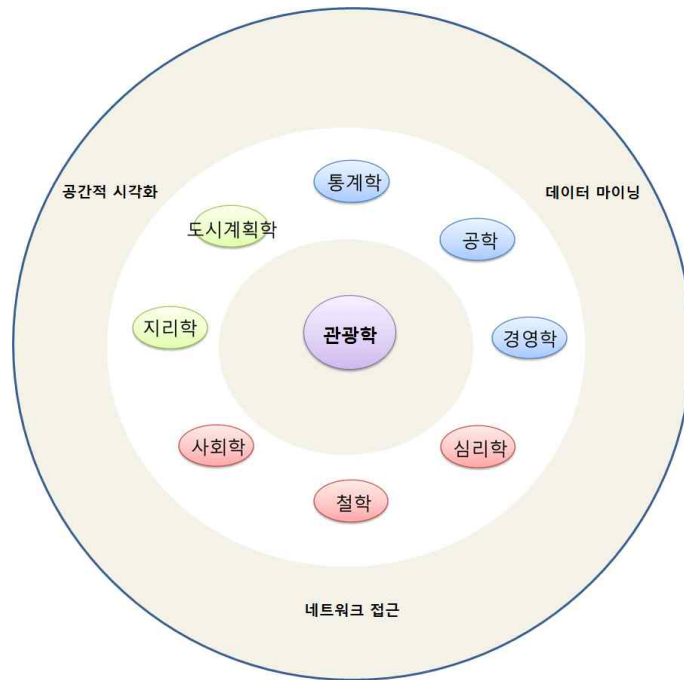 통계학
공간적 시각화
데이터 마이닝
도시계획학
공학
지리학
관광학
경영학
사회학
심리학
철학
네트워크 접근